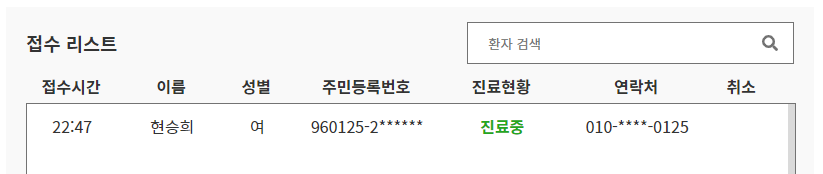 접수 리스트
환자 검색
접수시간 이름 성별 주민등록번호 진료현황 연락처 취소
22:47 현승희 여 960125-2****** 진료중 010-****-0125